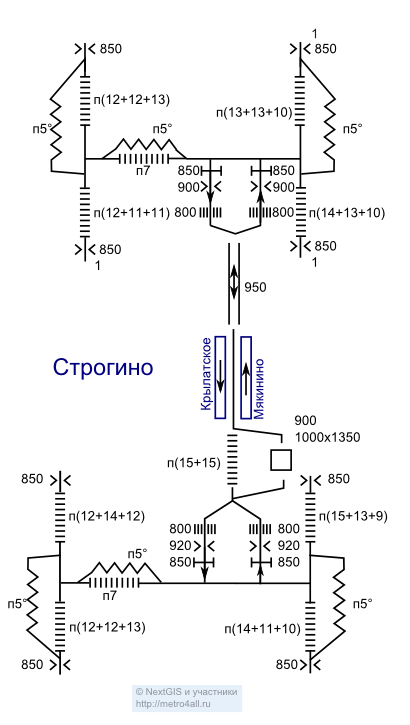 1
850
850
п(12+12+13)
п(13+13+10)
п5°
п5°
п5°
п7
850
850
900
900
п(12+11+11)
800
800
п(14+13+10)
850
850
1
1
950
Крылатское
Мякинино
Строгино
900
1000x1350
п(15+15)
850
850
п(12+14+12)
п(15+13+9)
800
800
920
920
п5°
850
850
п7
п5°
п5°
п(12+12+13)
п(14+11+10)
850
850
© NextGIS и участники
http://metro4all.ru